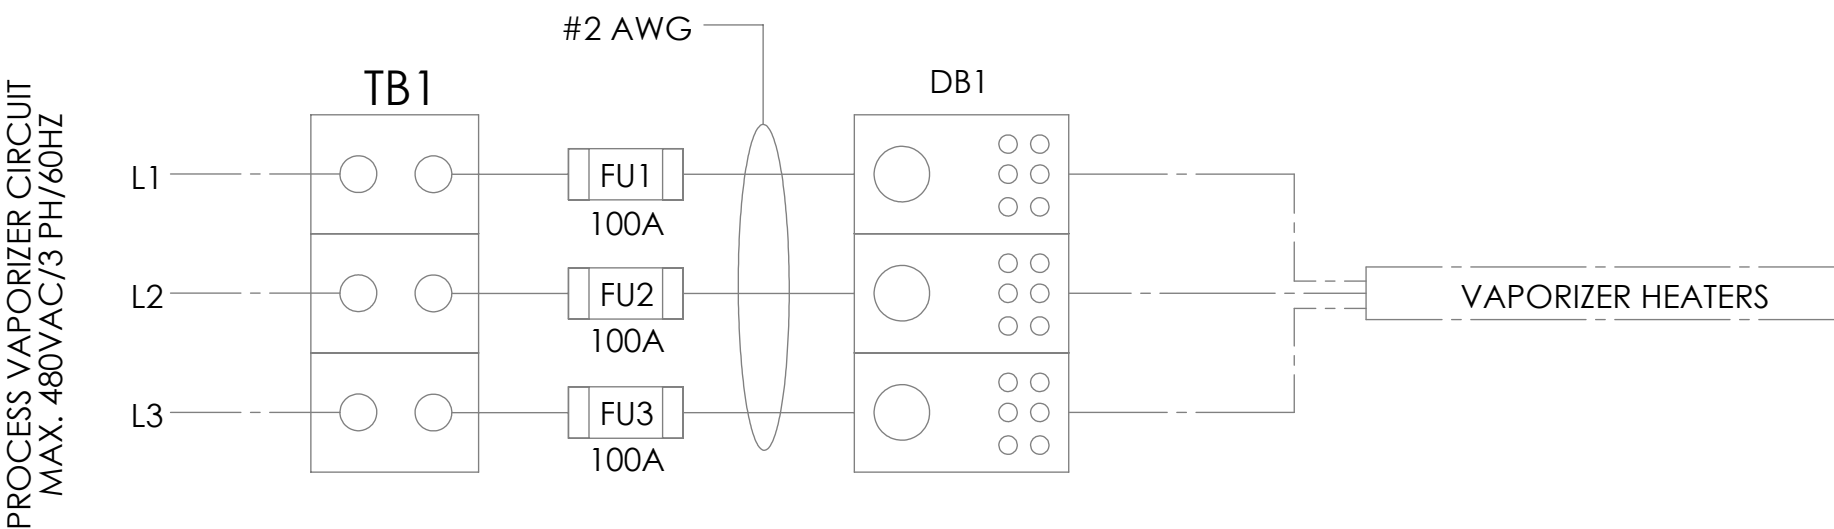 PROCESS VAPORIZER CIRCUIT
MAX. 480VAC/3 PH/60HZ
#2 AWG
TB1
DB1
L1
FU1
100A
L2
FU2
100A
VAPORIZER HEATERS
L3
FU3
100A